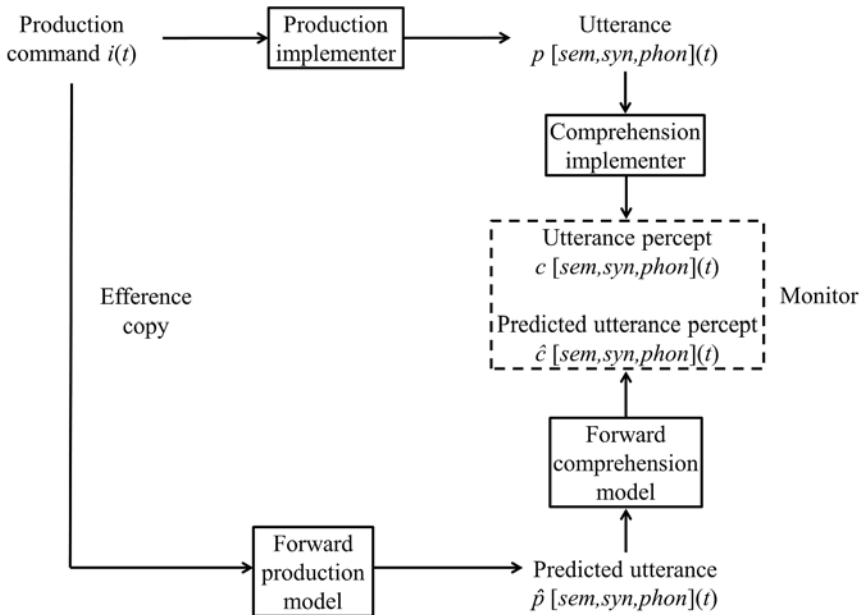 Production
command i(t)
Production
implementer
Utterance
p [sem,syn,phon](t)
Comprehension
implementer
Utterance percept
c [sem,syn,phon](t)
Predicted utterance percept
ĉ [sem,syn,phon](t)
Monitor
Efference
copy
Forward
comprehension
model
Forward
production
model
Predicted utterance
p̂ [sem,syn,phon](t)